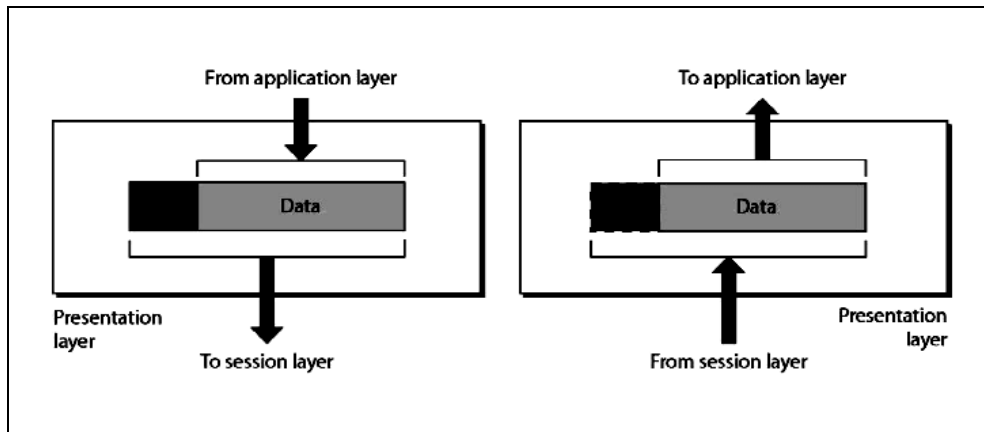 From application layer
To application layer
Data
Data
Presentation
layer
Presentation
layer
To session layer
From session layer